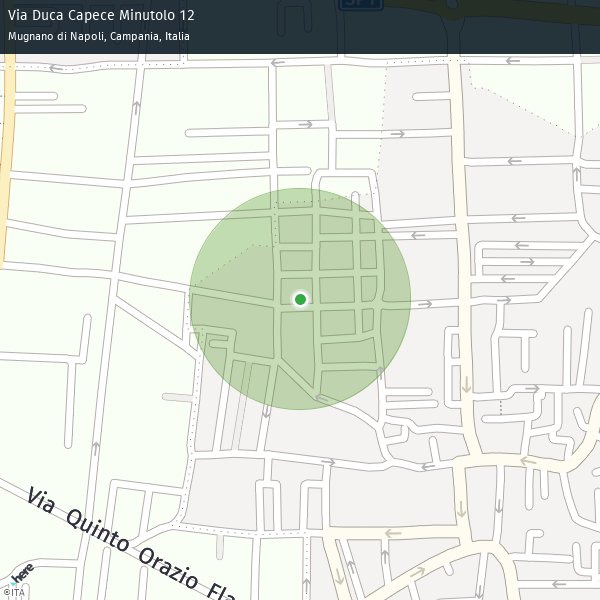 Via Duca Capece Minutolo 12
Mugnano di Napoli, Campania, Italia
SP1
Via Quinto Orazio Fla
here
©ITA